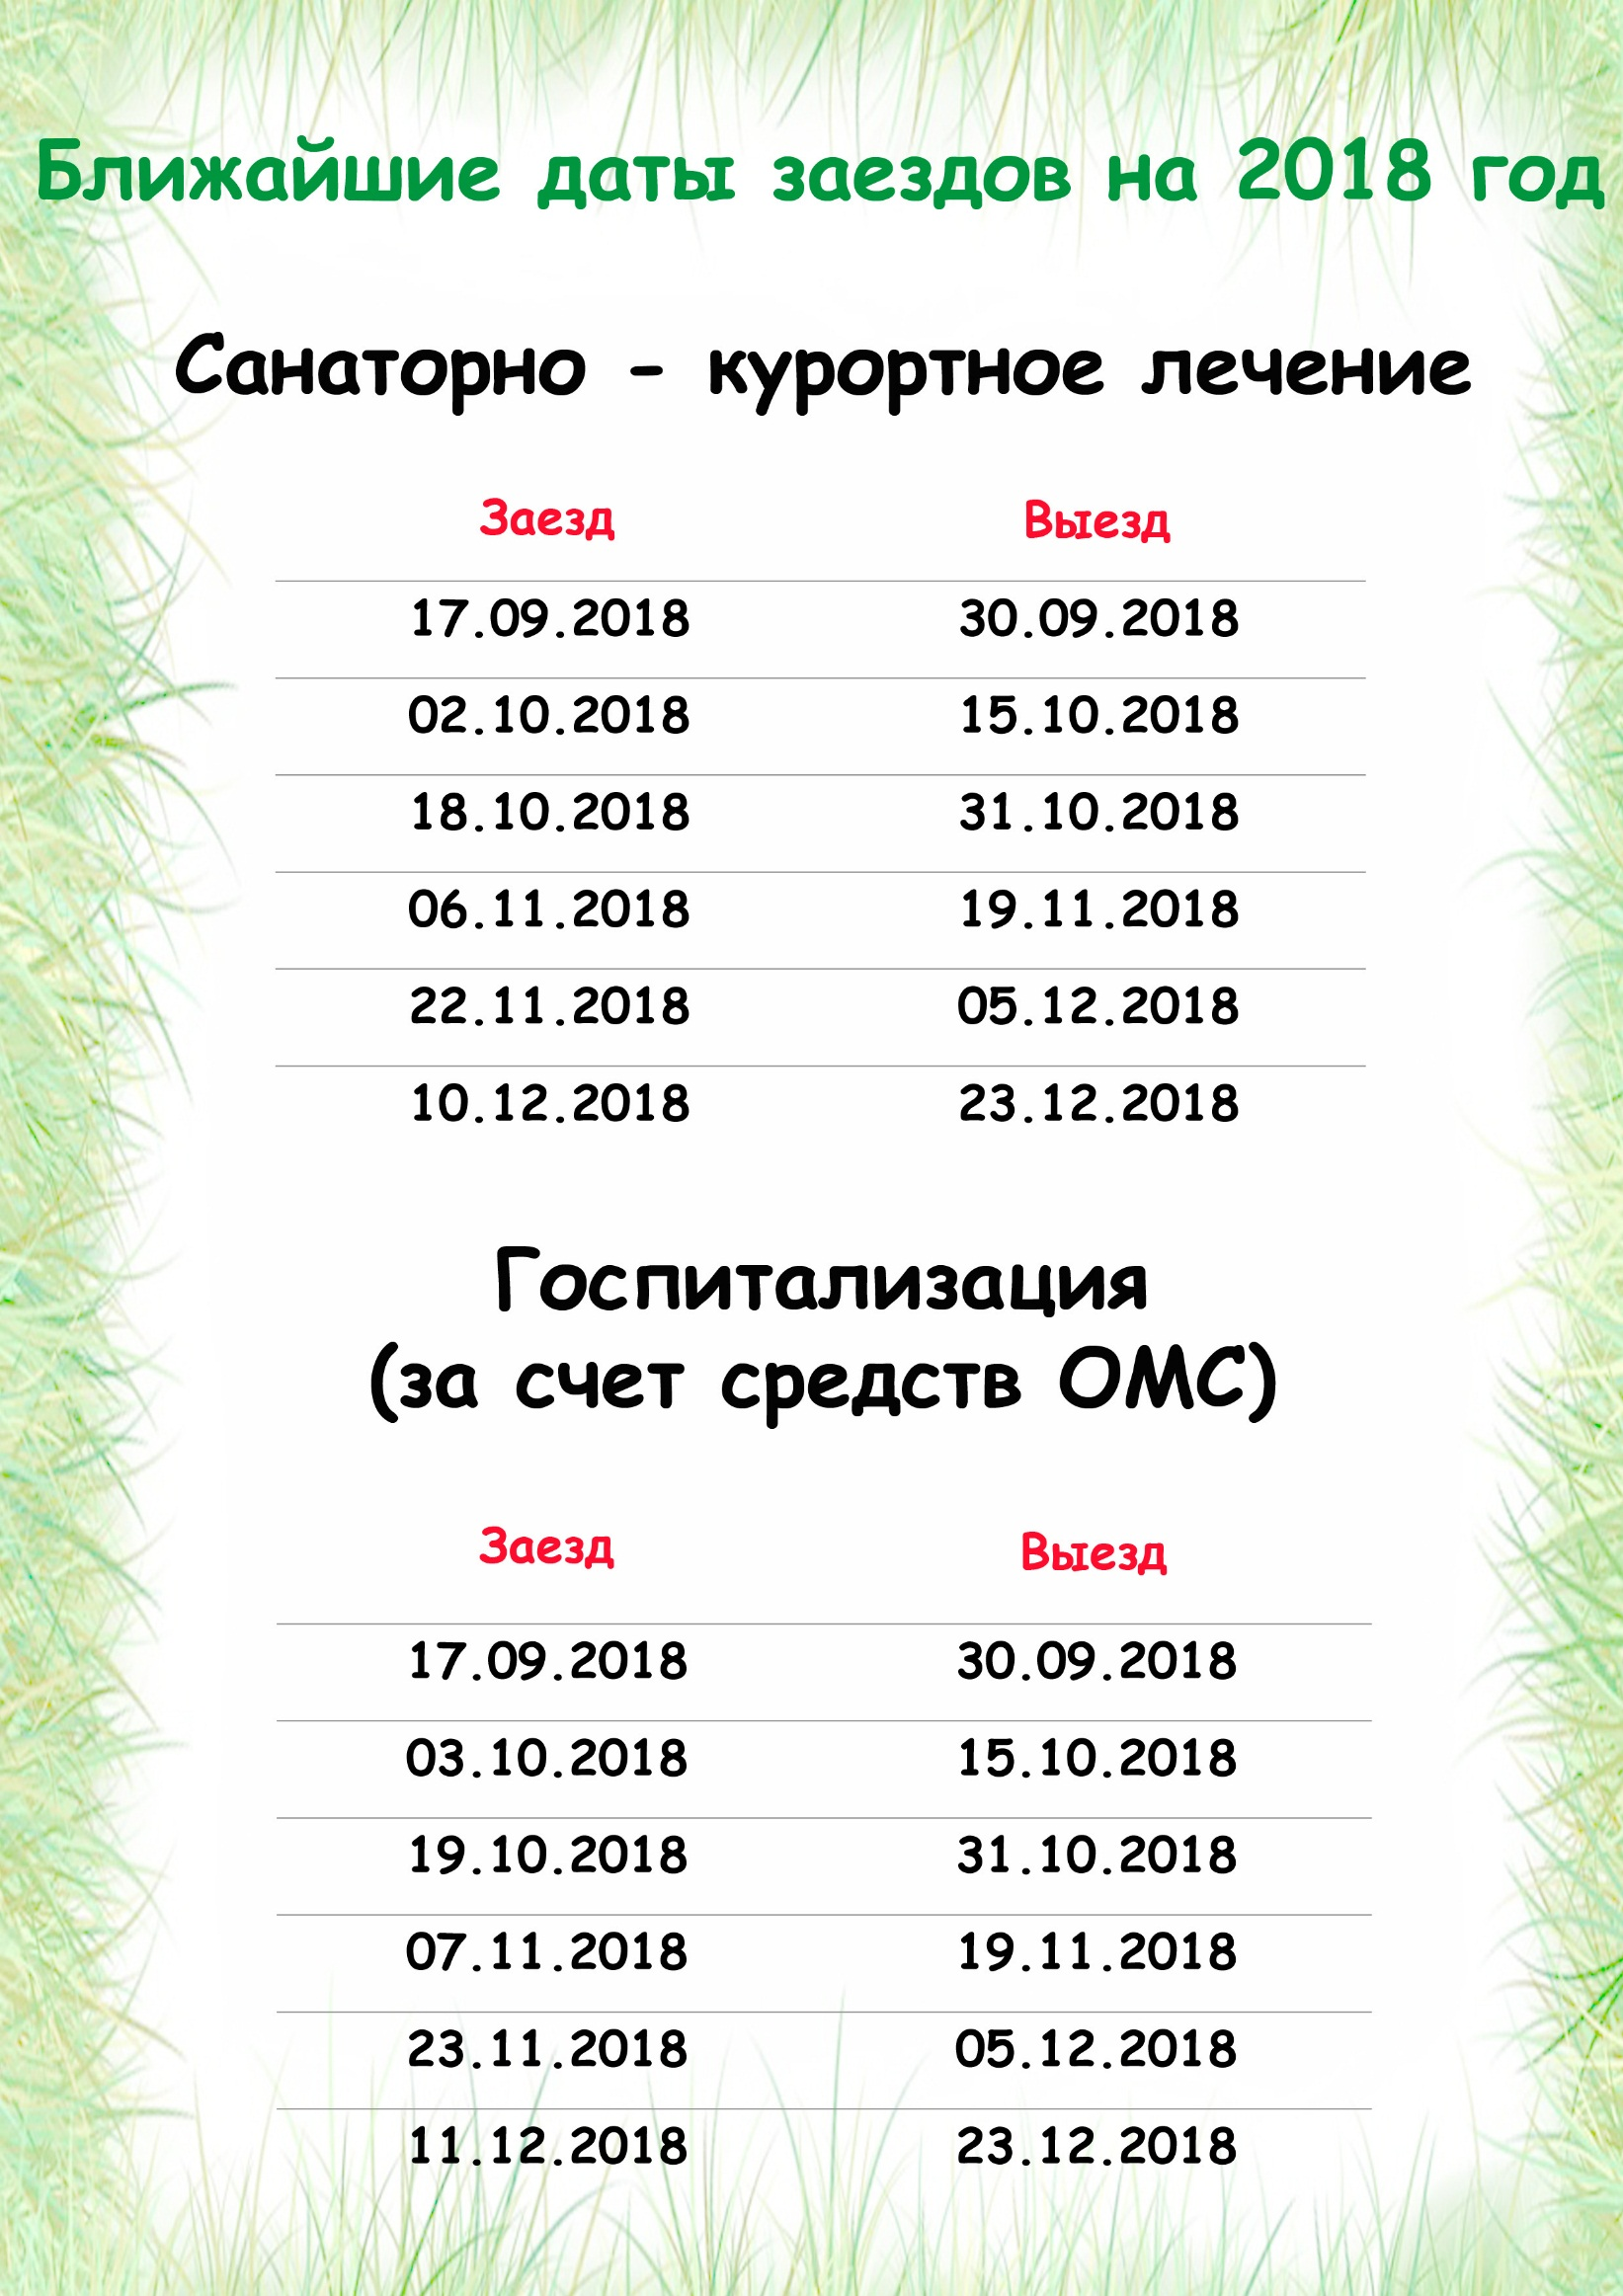 Ближайшие даты заездов на 2018 год
Санаторно - курортное лечение
Заезд Выезд
17.09.2018 30.09.2018
02.10.2018 15.10.2018
18.10.2018 31.10.2018
06.11.2018 19.11.2018
22.11.2018 05.12.2018
10.12.2018 23.12.2018
Госпитализация
(за счет средств ОМС)
Заезд Выезд
17.09.2018 30.09.2018
03.10.2018 15.10.2018
19.10.2018 31.10.2018
07.11.2018 19.11.2018
23.11.2018 05.12.2018
11.12.2018 23.12.2018